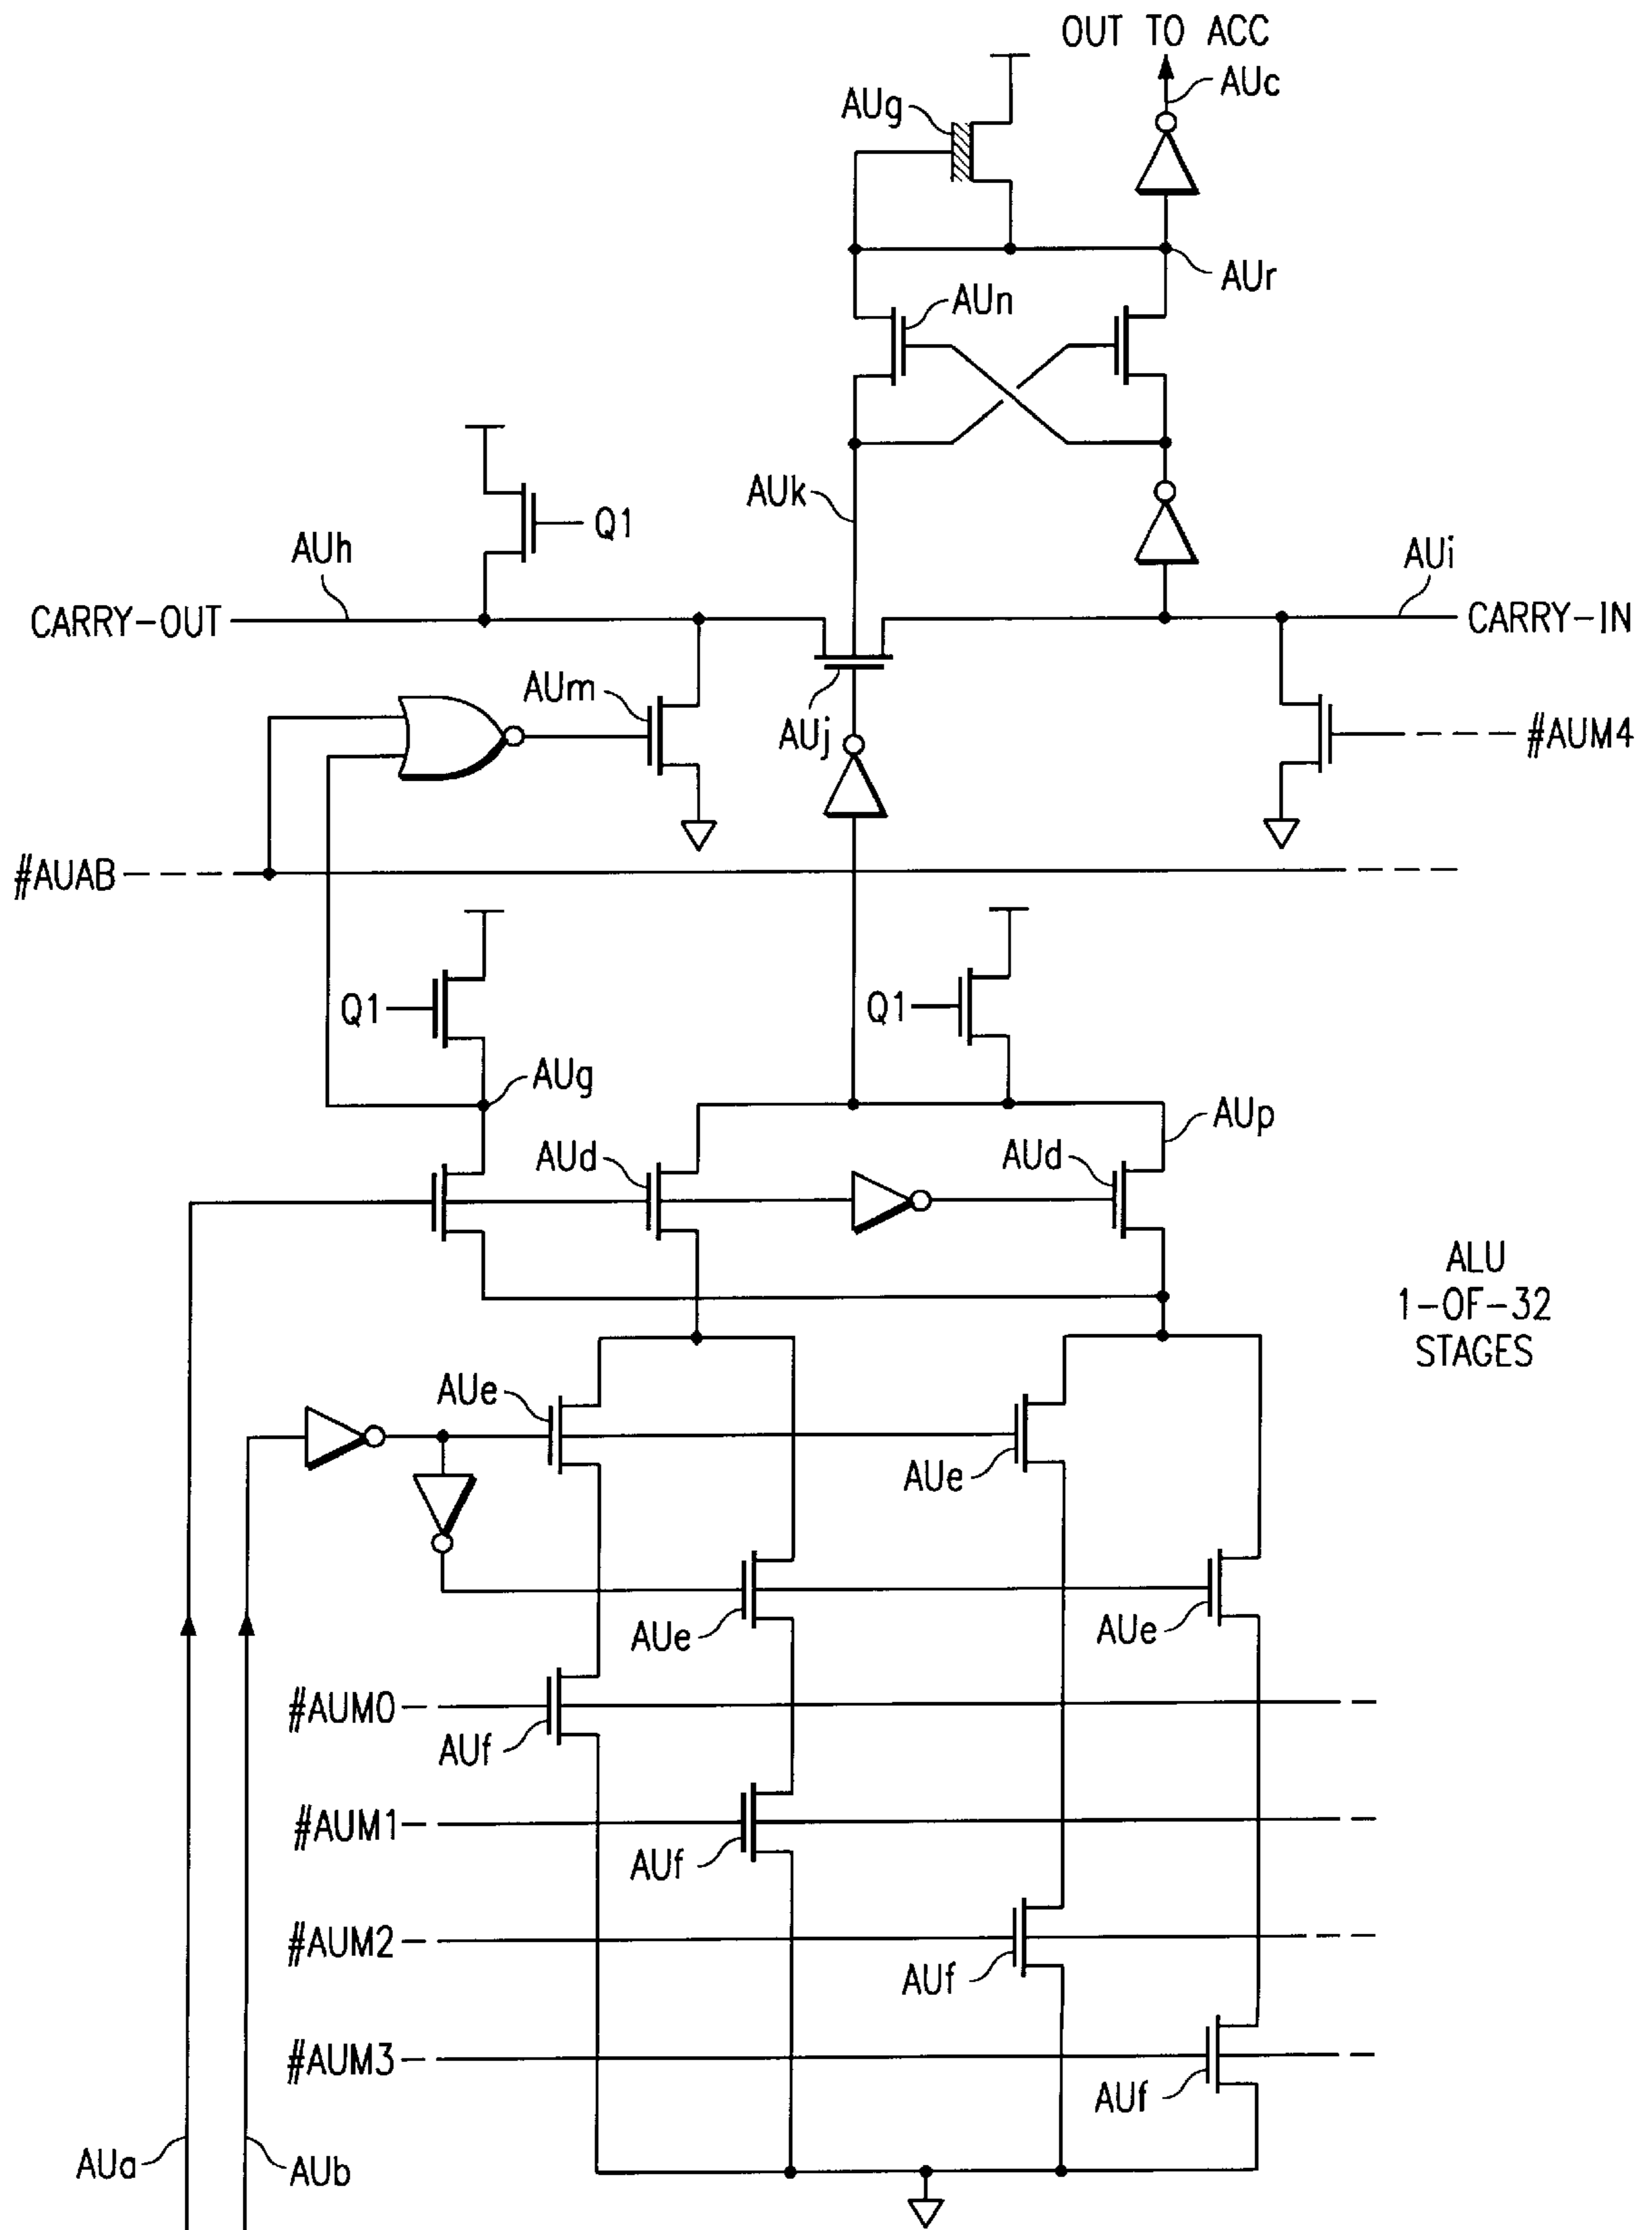 OUT TO ACC
AUc
AUg
AUr
AUn
AUk
Q1
AUh
AUi
CARRY-OUT
CARRY-IN
AUm
AUj
#AUM4
#AUAB
Q1
Q1
AUg
AUp
AUd
AUd
ALU
1-OF-32
STAGES
AUe
AUe
AUe
AUe
#AUM0
AUf
#AUM1
AUf
#AUM2
AUf
#AUM3
AUf
AUa
AUb